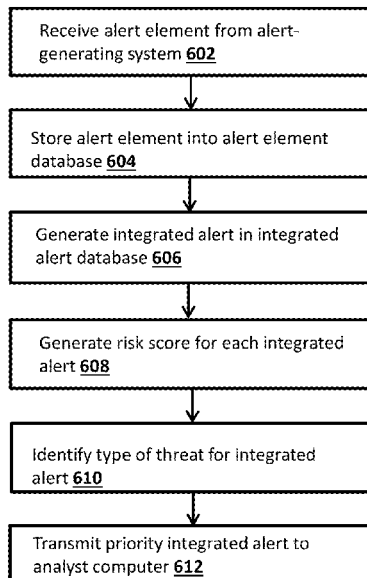 Receive alert element from alert-
generating system 602
Store alert element into alert element
database 604
Generate integrated alert in integrated
alert database 606
Generate risk score for each integrated
alert 608
Identify type of threat for integrated
alert 610
Transmit priority integrated alert to
analyst computer 612